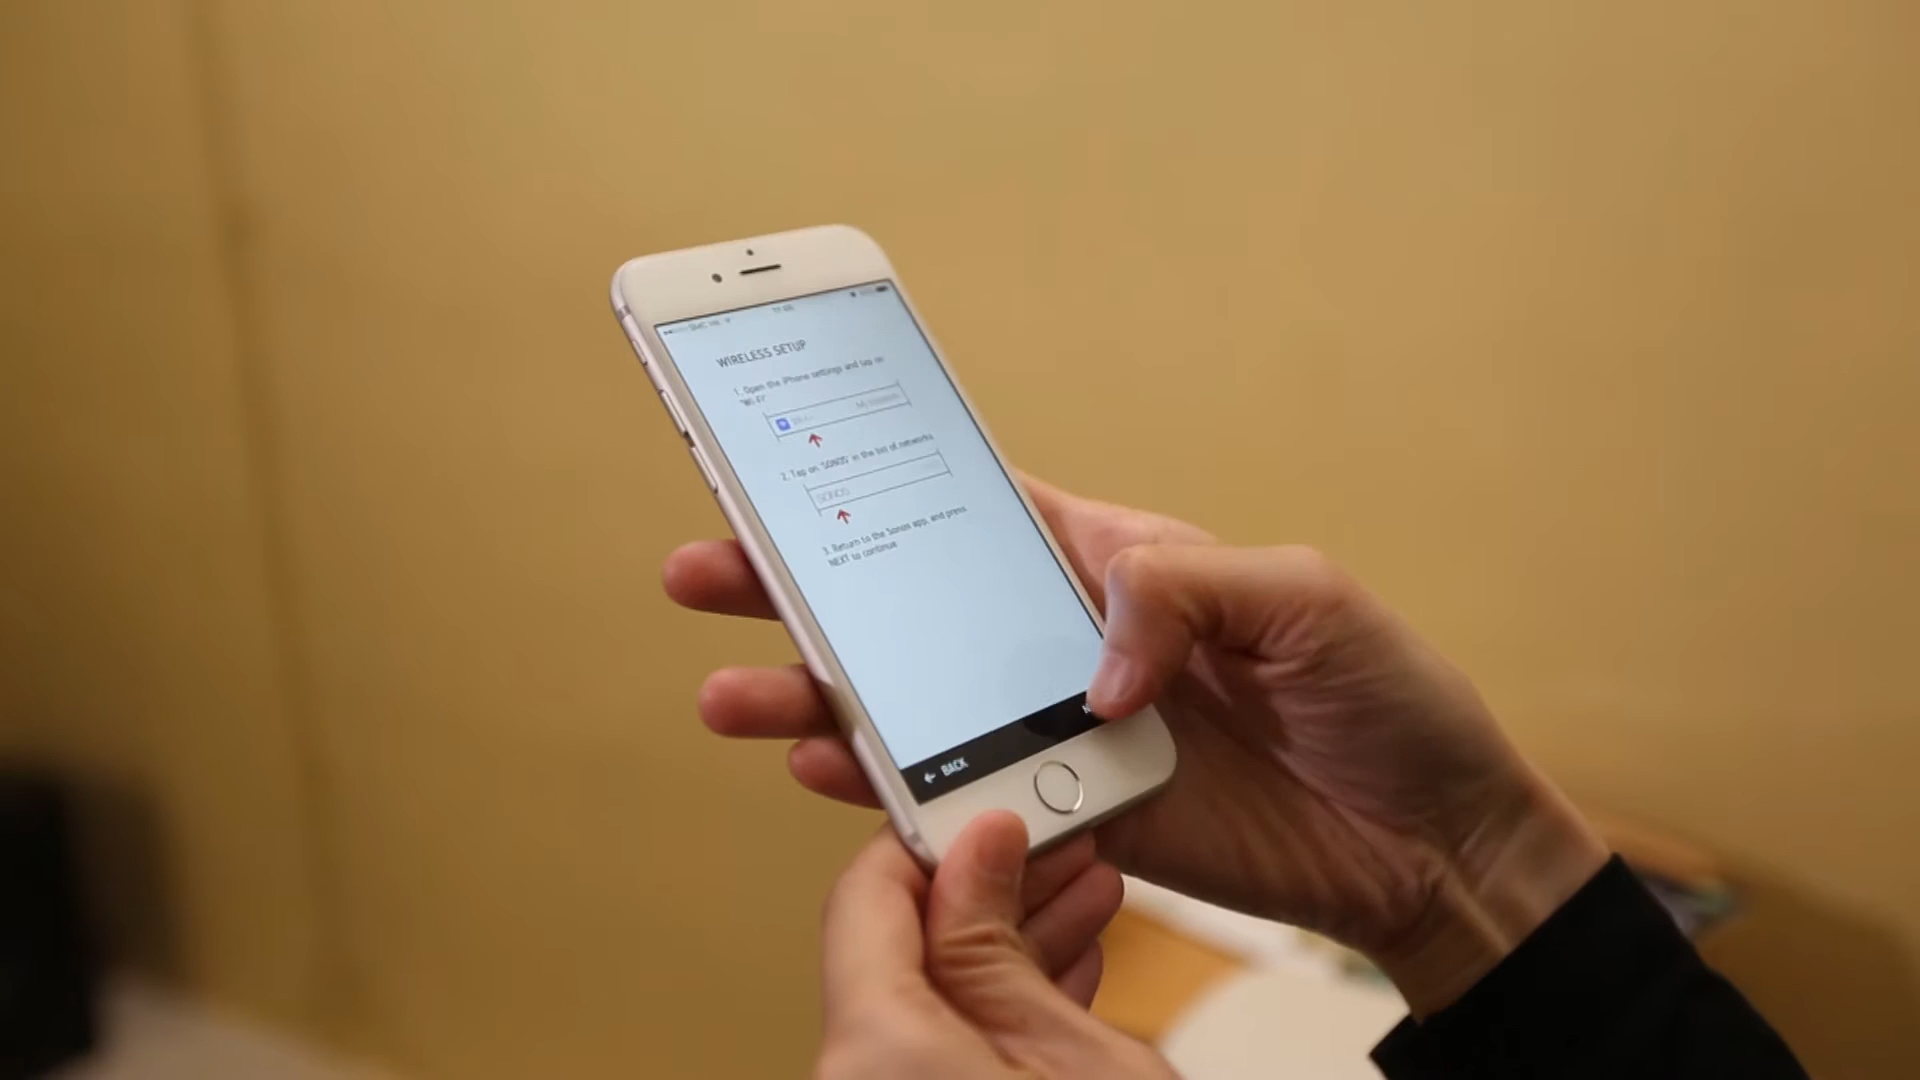 WIRELESS SETUP
1. Open the iPhone settings and tap on
"Wi-Fi"
2. Tap on "SONOS" in the list of networks
SONOS
3. Return to the Sonos app, and press
NEXT to continue
BACK